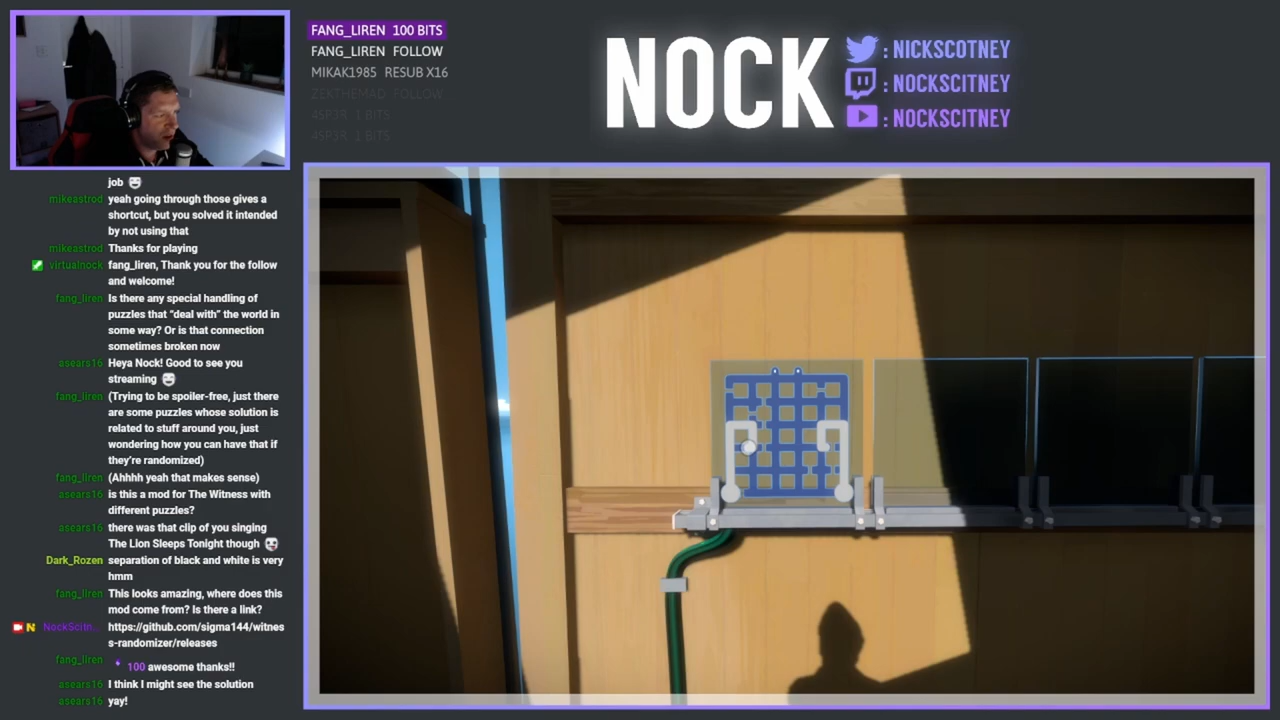 FANG_LIREN 100 BITS
FANG_LIREN FOLLOW
MIKAK1985 RESUB X16
ZEKTHEMAD FOLLOW
45P3R 1 BITS
45P3R 1 BITS
NOCK
: NICKSCOTNEY
: NOCKSCITNEY
: NOCKSCITNEY
job
mikeastrod yeah going through those gives a
shortcut, but you solved it intended
by not using that
mikeastrod Thanks for playing
virtualnock fang_liren, Thank you for the follow
and welcome!
fang_liren Is there any special handling of
puzzles that “deal with” the world in
some way? Or is that connection
sometimes broken now
asears16 Heya Nock! Good to see you
streaming
fang_liren (Trying to be spoiler-free, just there
are some puzzles whose solution is
related to stuff around you, just
wondering how you can have that if
they’re randomized)
fang_liren (Ahhhh yeah that makes sense)
asears16 is this a mod for The Witness with
different puzzles?
asears16 there was that clip of you singing
The Lion Sleeps Tonight though
Dark_Rozen separation of black and white is very
hmm
fang_liren This looks amazing, where does this
mod come from? Is there a link?
N NockScitn... https://github.com/sigma144/witnes
s-randomizer/releases
fang_liren 100 awesome thanks!!
asears16 I think I might see the solution
asears16 yay!